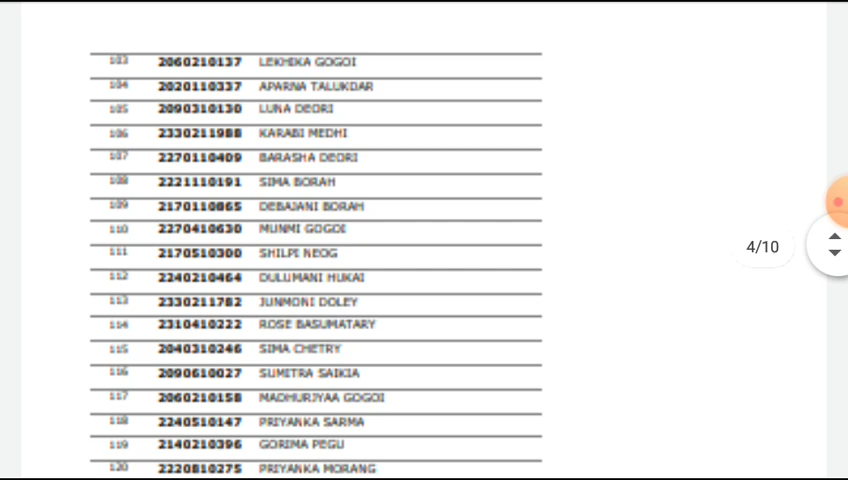 103 2060210137 LEKHIKA GOGOI
104 2020110337 APARNA TALUKDAR
105 2090310130 LUNA DEORI
106 2330211988 KARABI MEDHI
107 2270110409 BARASHA DEORI
108 2221110191 SIMA BORAH
109 2170110865 DEBAJANI BORAH
110 2270410630 MUNMI GOGOI
111 2170510300 SHILPI NEOG
112 2240210464 DULUMANI HUKAI
113 2330211782 JUNMONI DOLEY
114 2310410222 ROSE BASUMATARY
115 2040310246 SIMA CHETRY
116 2090610027 SUMITRA SAIKIA
117 2060210158 MADHURJYAA GOGOI
118 2240510147 PRIYANKA SARMA
119 2140210396 GORIMA PEGU
120 2220810275 PRIYANKA MORANG
4/10